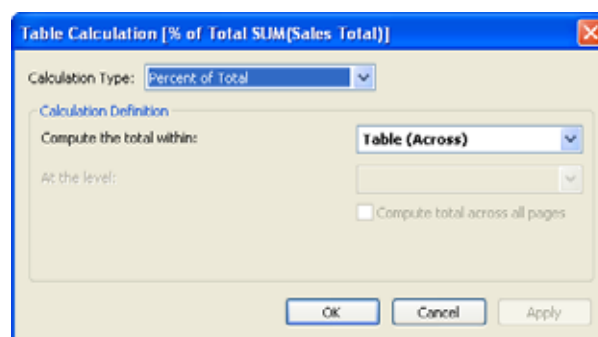 Table Calculation [% of Total SUM(Sales Total)]
Calculation Type: Percent of Total
Calculation Definition
Compute the total within: Table (Across)
At the level:
Compute total across all pages
OK Cancel Apply